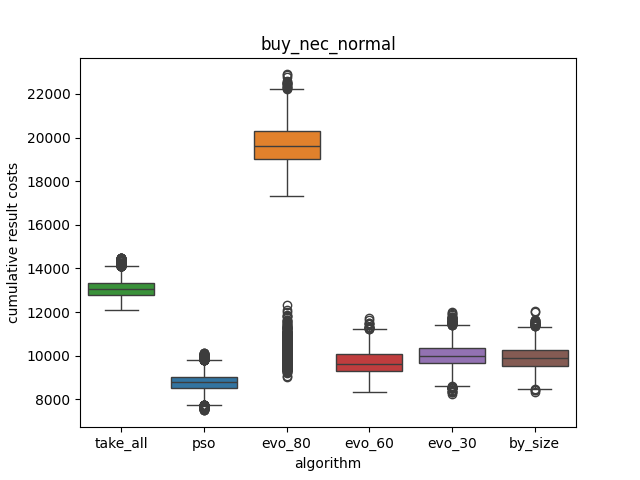 buy_nec_normal
cumulative result costs
22000
20000
18000
16000
14000
12000
10000
8000
take_all pso evo_80 evo_60 evo_30 by_size
algorithm